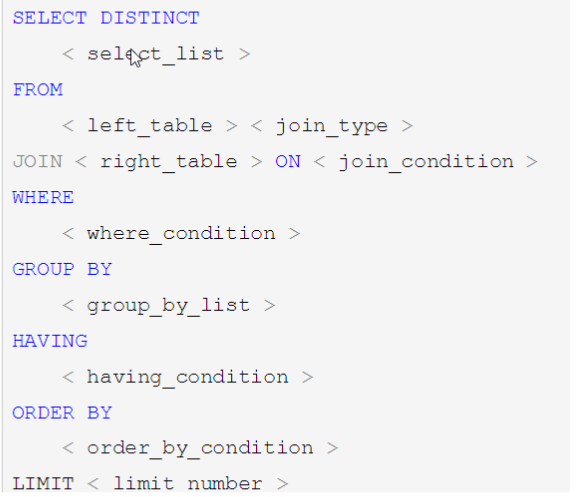 SELECT DISTINCT
< select_list >
FROM
< left_table > < join_type >
JOIN < right_table > ON < join_condition >
WHERE
< where_condition >
GROUP BY
< group_by_list >
HAVING
< having_condition >
ORDER BY
< order_by_condition >
LIMIT < limit number >